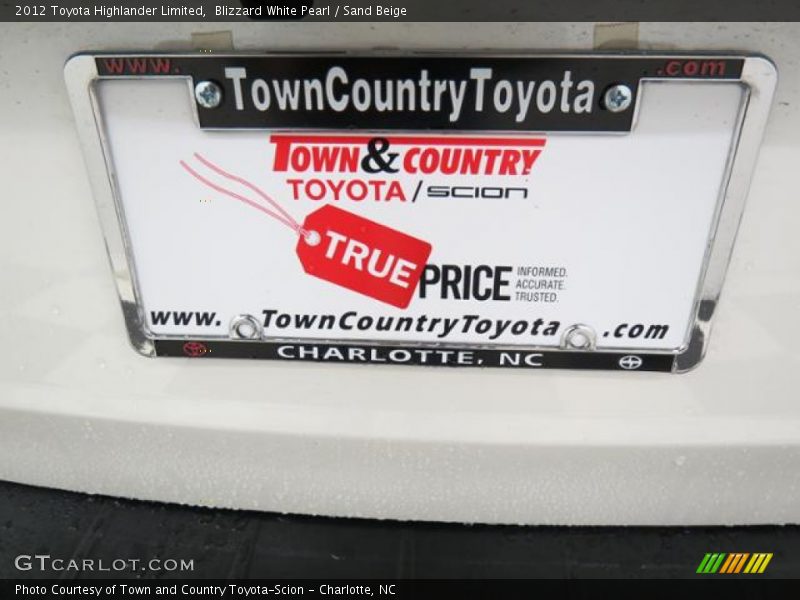 2012 Toyota Highlander Limited,  Blizzard White Pearl / Sand Beige
www. .com
TownCountryToyota
TOWN & COUNTRY
TOYOTA / SCION
TRUE
PRICE
INFORMED.
ACCURATE.
TRUSTED.
www. TownCountryToyota .com
CHARLOTTE, NC
GTCARLOT.COM
Photo Courtesy of Town and Country Toyota-Scion - Charlotte, NC